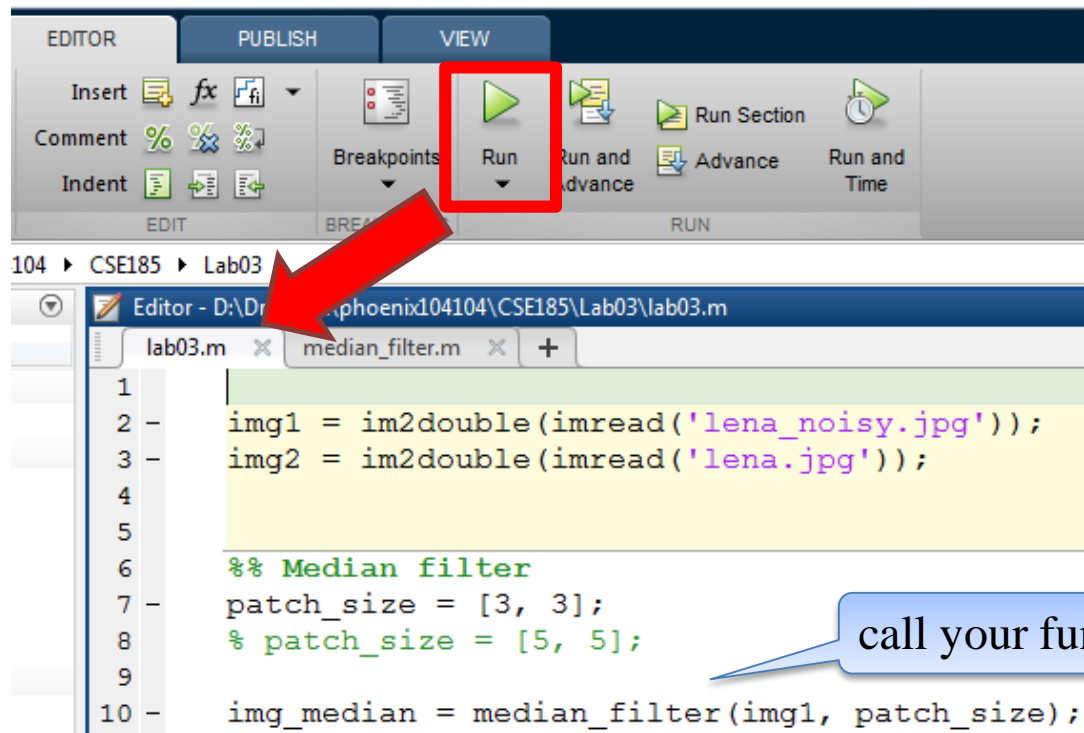 EDITOR PUBLISH VIEW
Insert fx fi
Comment
Indent
Breakpoints
Run
Run and
Run Section
Advance
Run and
Time
EDIT RUN
104 CSE185 Lab03
Editor - \phoenix104104\CSE185\Lab03\lab03.m
lab03.m median_filter.m +
1
2 - img1 = im2double(imread('lena_noisy.jpg'));
3 - img2 = im2double(imread('lena.jpg'));
4
5
6 %% Median filter
7 - patch_size = [3, 3];
8 % patch_size = [5, 5];
call your
9
10 - img_median = median_filter(img1, patch_size);